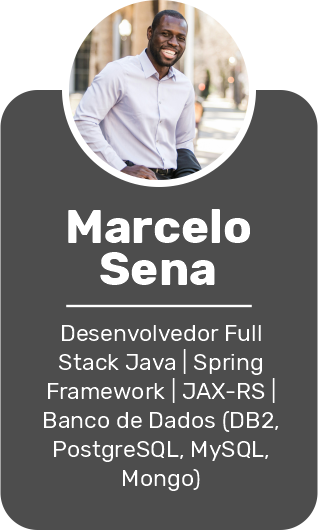 Marcelo
Sena
Desenvolvedor Full
Stack Java | Spring
Framework | JAX-RS |
Banco de Dados (DB2,
PostgreSQL, MySQL,
Mongo)